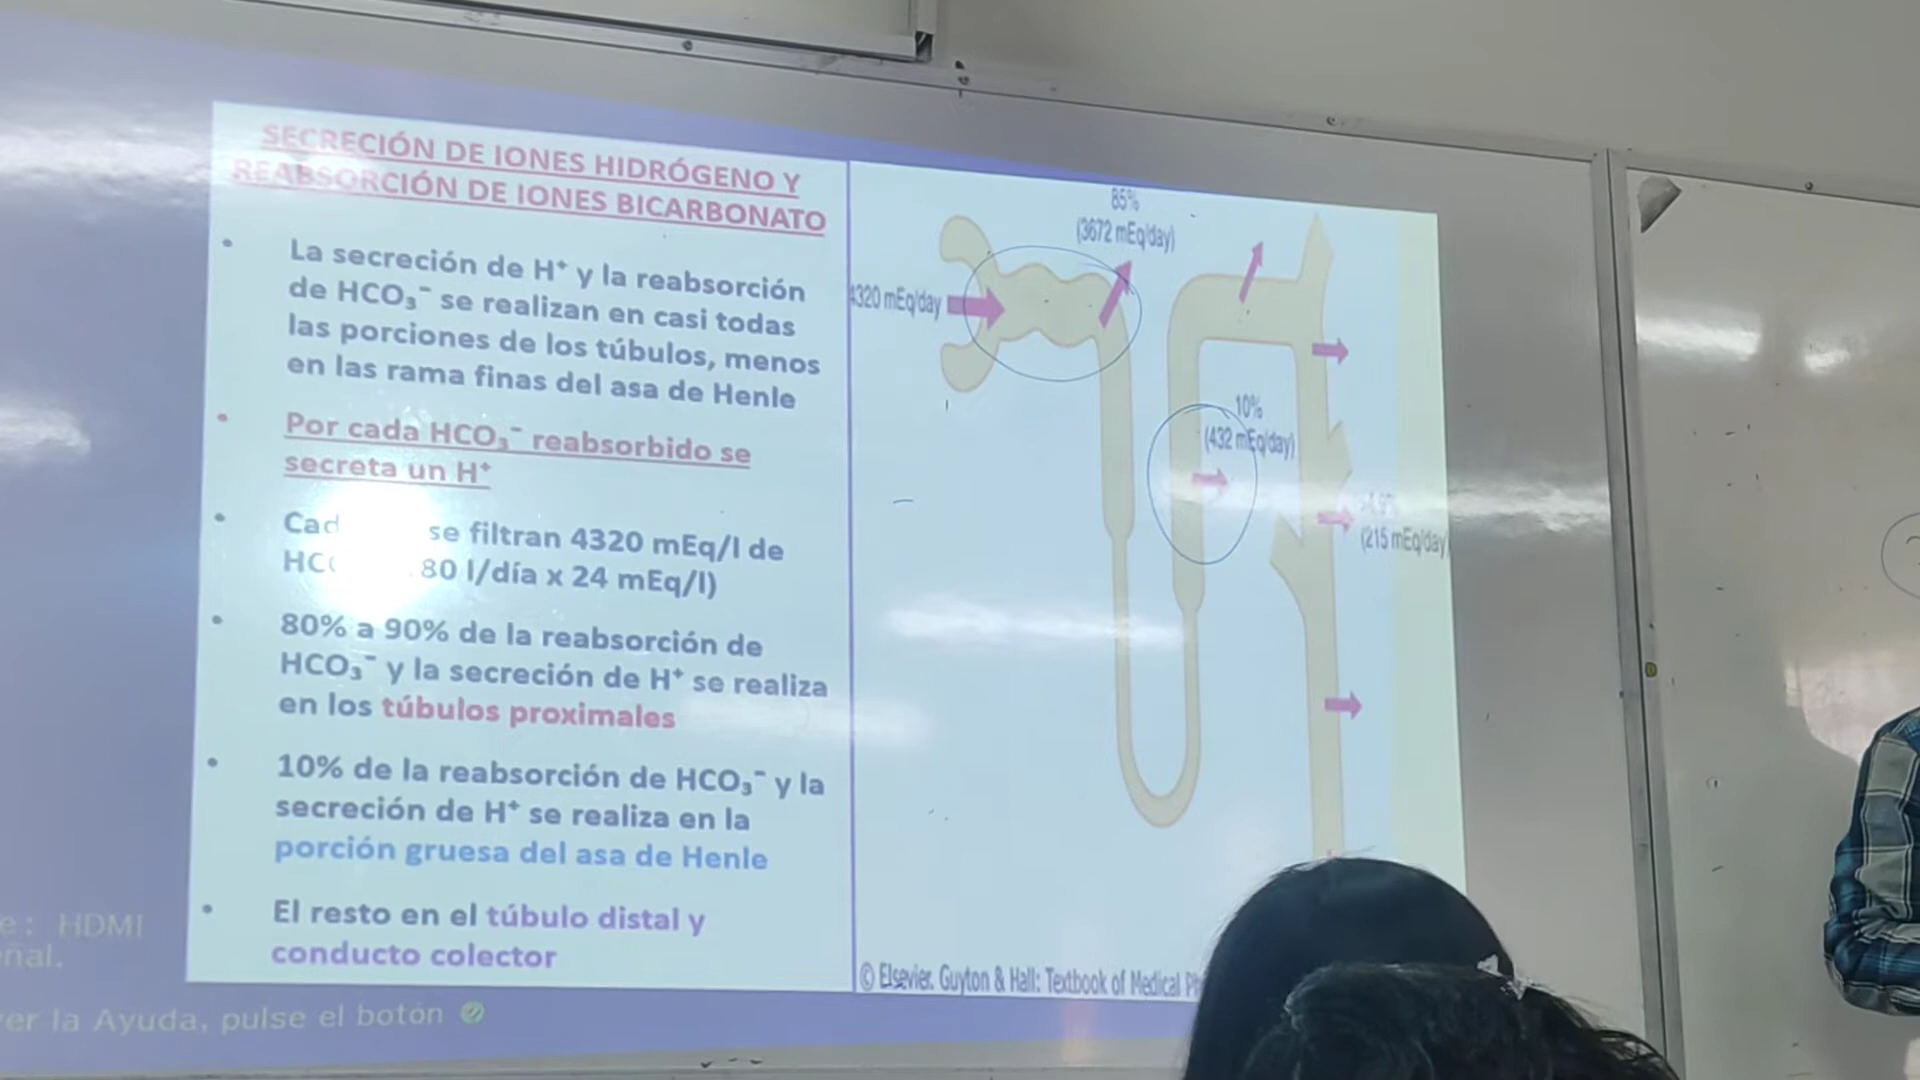 SECRECIÓN DE IONES HIDRÓGENO Y
REABSORCIÓN DE IONES BICARBONATO
• La secreción de H⁺ y la reabsorción
de HCO₃⁻ se realizan en casi todas
las porciones de los túbulos, menos
en las rama finas del asa de Henle
• Por cada HCO₃⁻ reabsorbido se
secreta un H⁺
• se filtran 4320 mEq/l de
80 l/día x 24 mEq/l)
• 80% a 90% de la reabsorción de
HCO₃⁻ y la secreción de H⁺ se realiza
en los túbulos proximales
• 10% de la reabsorción de HCO₃⁻ y la
secreción de H⁺ se realiza en la
porción gruesa del asa de Henle
• El resto en el túbulo distal y
conducto colector
85%
(3672 mEq/day)
4320 mEq/day
10%
(432 mEq/day)
(215 mEq/day
© Elsevier. Guyton & Hall: Textbook of Medical
e: HDMI
ñal.
er la Ayuda, pulse el botón